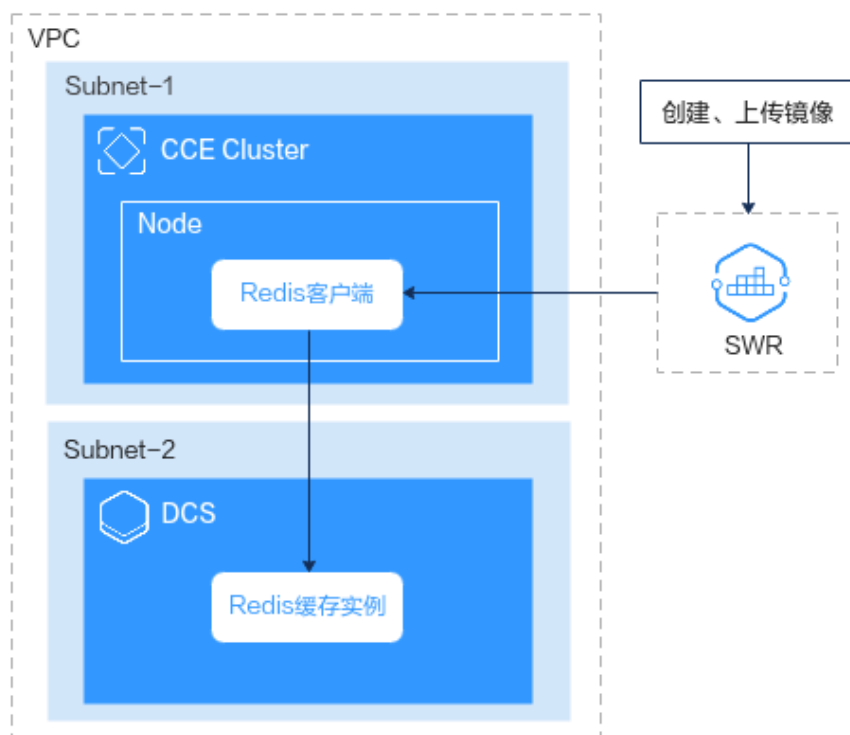 VPC
Subnet-1
CCE Cluster
Node
Redis客户端
创建、上传镜像
SWR
Subnet-2
DCS
Redis缓存实例